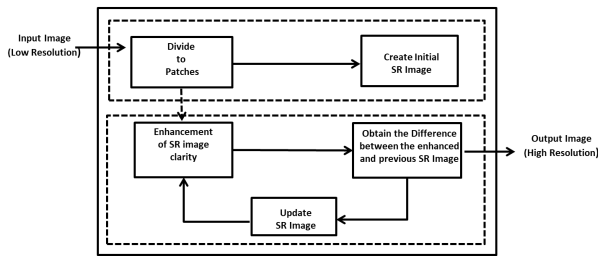 Input Image
(Low Resolution)
Divide
to
Patches
Create Initial
SR Image
Enhancement
of SR image
clarity
Obtain the Difference
between the enhanced
and previous SR Image
Output Image
(High Resolution)
Update
SR Image